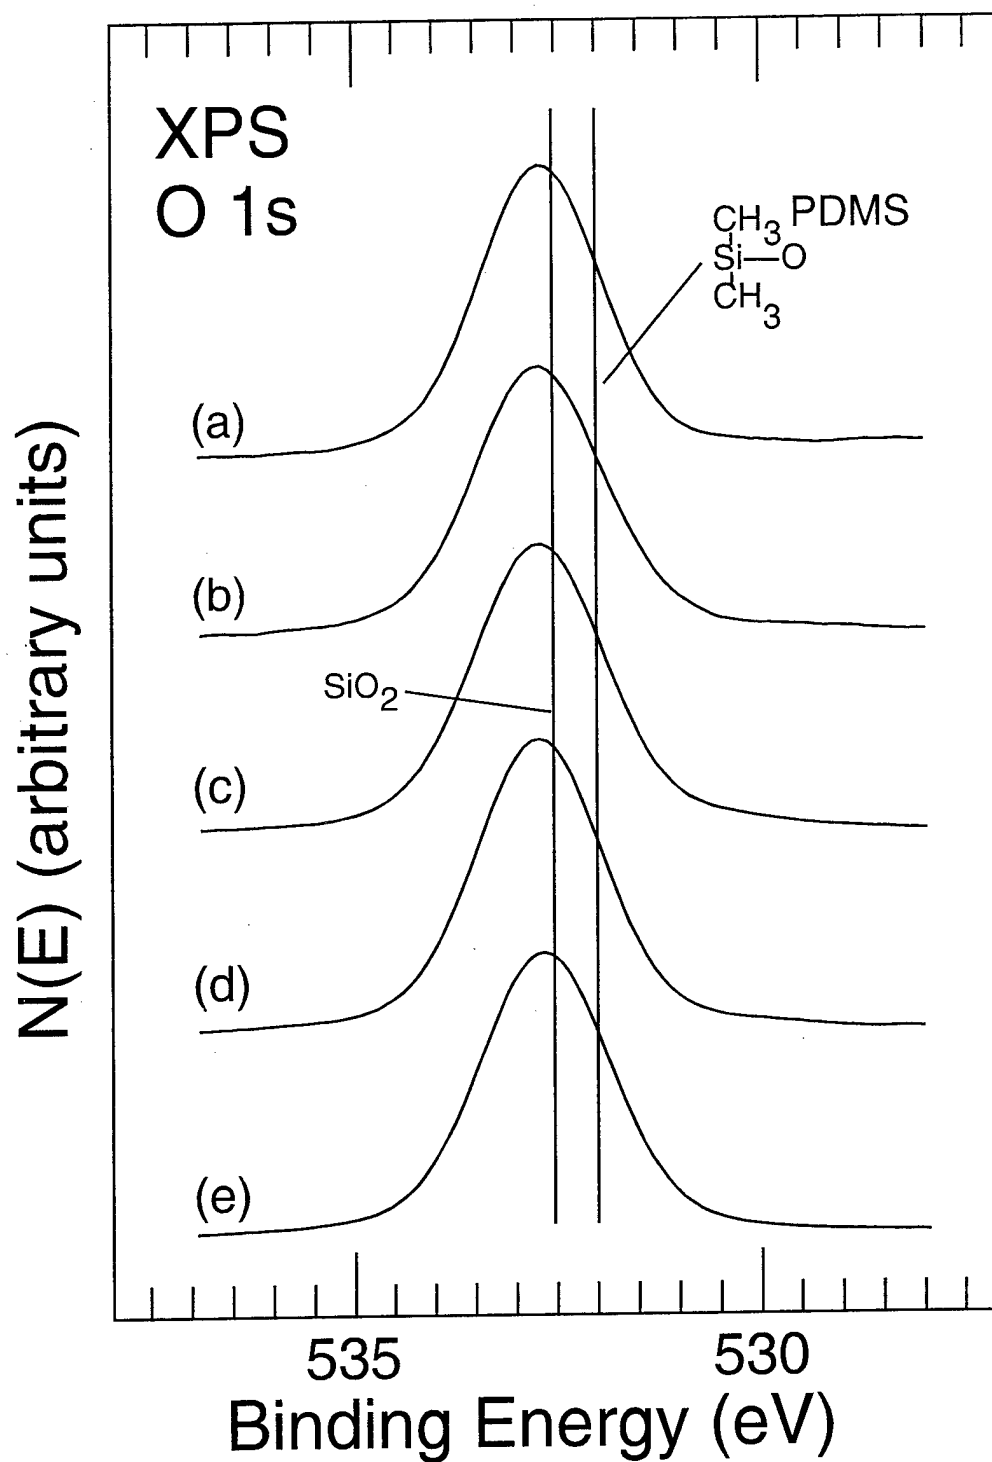 XPS
O 1s
CH3 PDMS
Si—O
CH3
(a)
(b)
SiO2
(c)
(d)
(e)
N(E) (arbitrary units)
535
530
Binding Energy (eV)